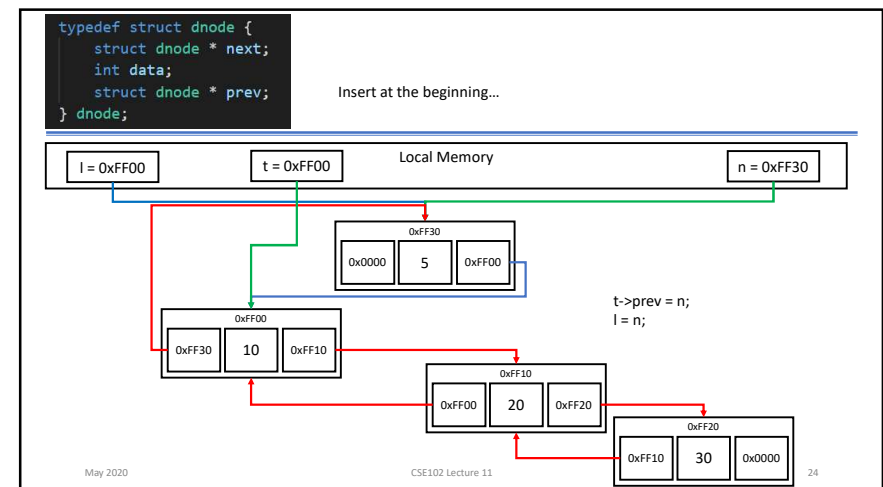 typedef struct dnode {
struct dnode * next;
int data;
struct dnode * prev;
} dnode;
Insert at the beginning…
Local Memory
l = 0xFF00
t = 0xFF00
n = 0xFF30
0xFF30
0x0000 5 0xFF00
t->prev = n;
l = n;
0xFF00
0xFF30 10 0xFF10
0xFF10
0xFF00 20 0xFF20
0xFF20
0xFF10 30 0x0000
May 2020
CSE102 Lecture 11
24